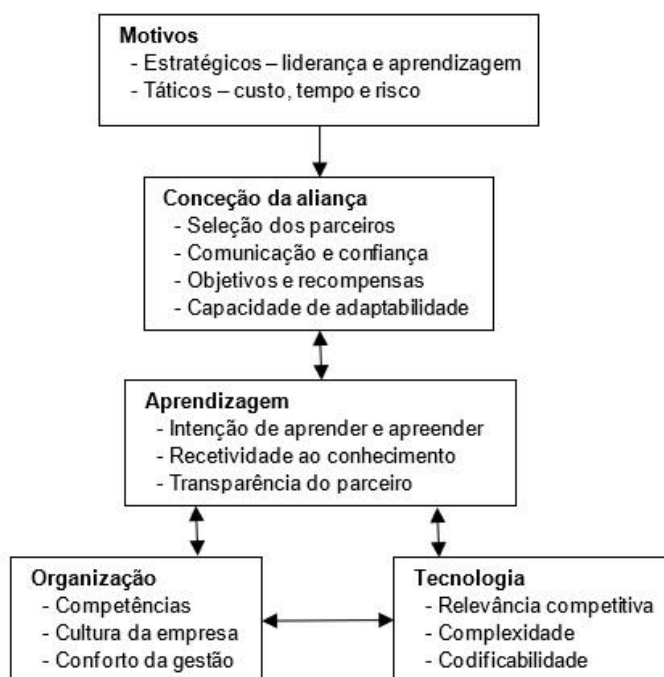 Motivos
- Estratégicos – liderança e aprendizagem
- Táticos – custo, tempo e risco
Conceção da aliança
- Seleção dos parceiros
- Comunicação e confiança
- Objetivos e recompensas
- Capacidade de adaptabilidade
Aprendizagem
- Intenção de aprender e apreender
- Recetividade ao conhecimento
- Transparência do parceiro
Organização
- Competências
- Cultura da empresa
- Conforto da gestão
Tecnologia
- Relevância competitiva
- Complexidade
- Codificabilidade